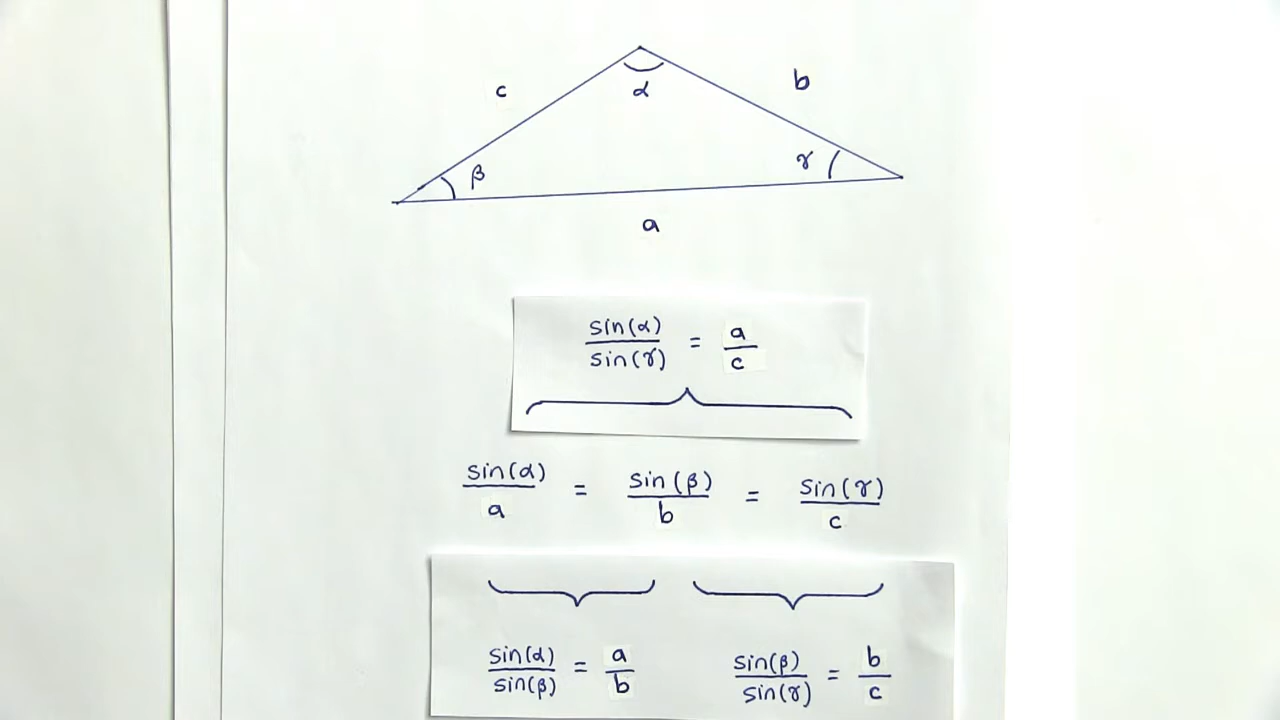 c
b
α
β
γ
a
sin(α)/sin(γ) = a/c
sin(α)/a = sin(β)/b = sin(γ)/c
sin(α)/sin(β) = a/b
sin(β)/sin(γ) = b/c